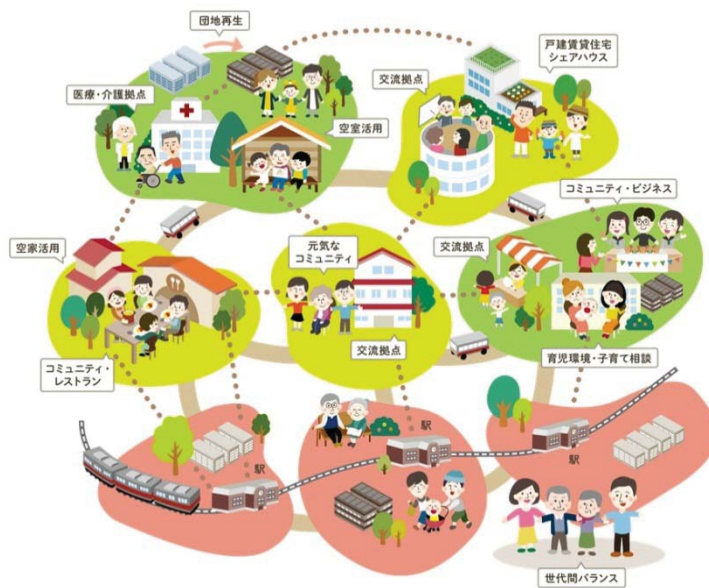 団地再生
医療・介護拠点
空室活用
交流拠点
戸建賃貸住宅
シェアハウス
コミュニティ・ビジネス
交流拠点
空家活用
元気な
コミュニティ
交流拠点
育児環境・子育て相談
コミュニティ・
レストラン
駅
駅
駅
世代間バランス